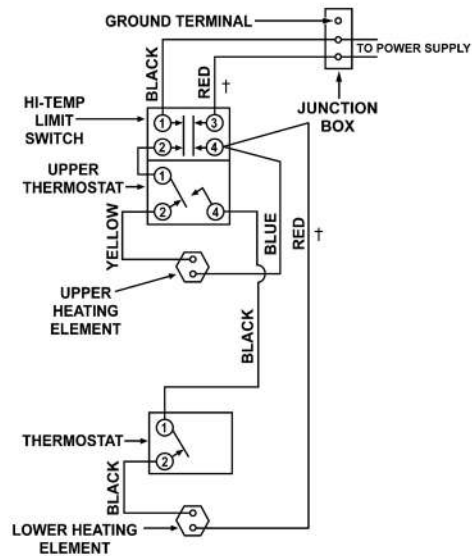 GROUND TERMINAL
TO POWER SUPPLY
BLACK
RED
†
JUNCTION
BOX
HI-TEMP
LIMIT
SWITCH
1
3
2
4
UPPER
THERMOSTAT
1
2
4
YELLOW
BLUE
RED
†
UPPER
HEATING
ELEMENT
BLACK
THERMOSTAT
1
2
BLACK
LOWER HEATING
ELEMENT